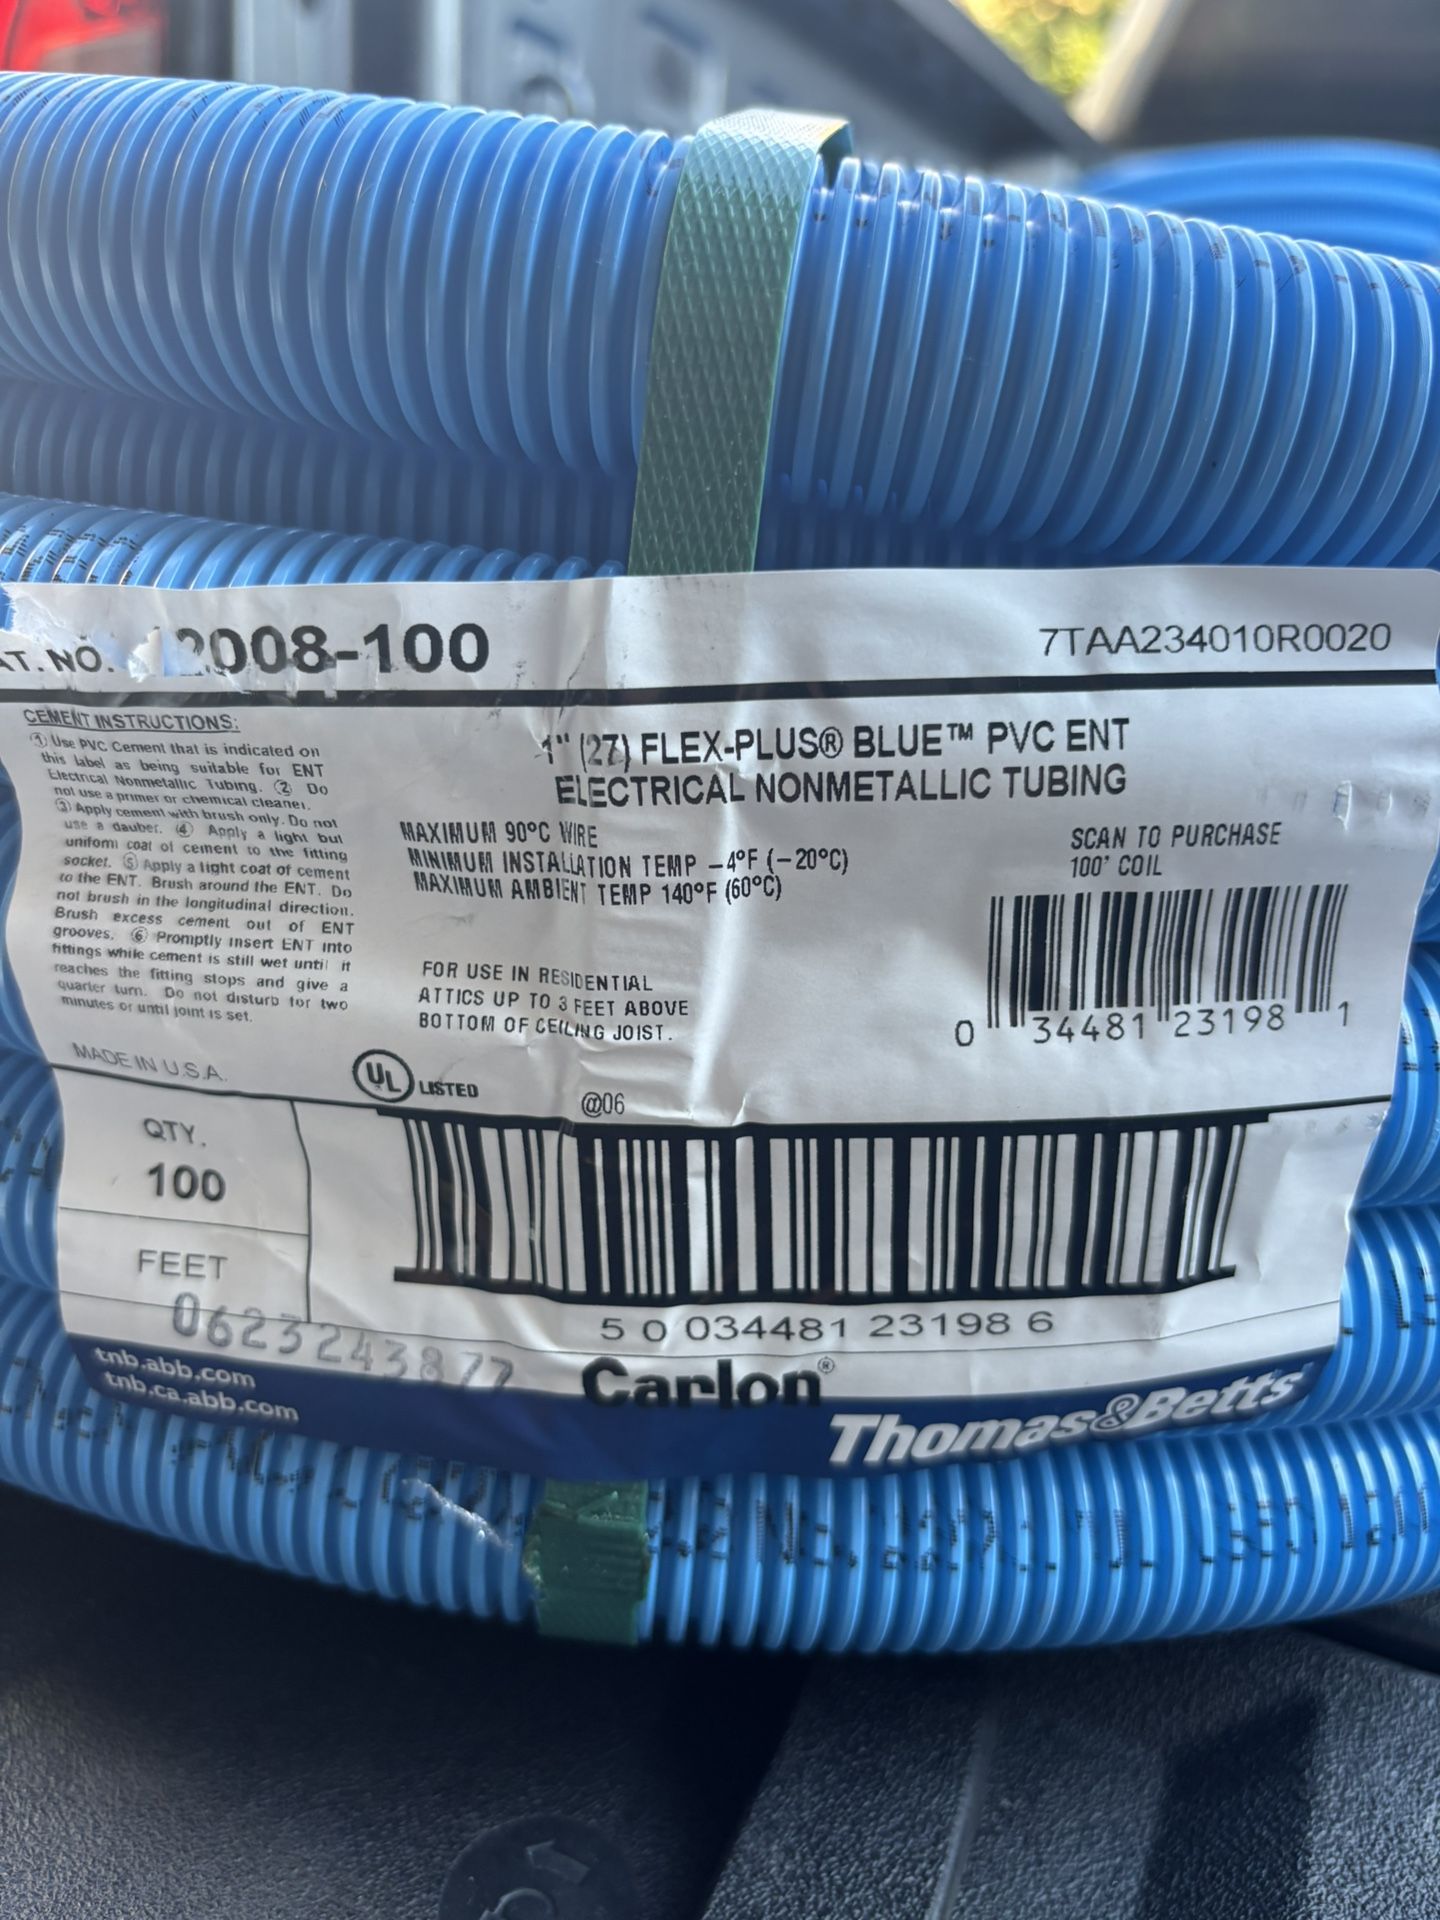 AT. NO. 2008-100
7TAA234010R0020
CEMENT INSTRUCTIONS:
① Use PVC Cement that is indicated on
this label as being suitable for ENT
Electrical Nonmetallic Tubing. ② Do
not use a primer or chemical cleaner.
③ Apply cement with brush only. Do not
use a dauber. ④ Apply a light but
uniform coat of cement to the fitting
socket. ⑤ Apply a light coat of cement
to the ENT. Brush around the ENT. Do
not brush in the longitudinal direction.
Brush excess cement out of ENT
grooves. ⑥ Promptly insert ENT into
fittings while cement is still wet until it
reaches the fitting stops and give a
quarter turn. Do not disturb for two
minutes or until joint is set.
MADE IN U.S.A.
1" (27) FLEX-PLUS® BLUE™ PVC ENT
ELECTRICAL NONMETALLIC TUBING
MAXIMUM 90°C WIRE
MINIMUM INSTALLATION TEMP -4°F (-20°C)
MAXIMUM AMBIENT TEMP 140°F (60°C)
FOR USE IN RESIDENTIAL
ATTICS UP TO 3 FEET ABOVE
BOTTOM OF CEILING JOIST.
UL LISTED
@06
SCAN TO PURCHASE
100' COIL
0 34481 23198 1
QTY.
100
FEET
5 0 034481 23198 6
0623243877
tnb.abb.com
tnb.ca.abb.com
Carlon®
Thomas&Betts